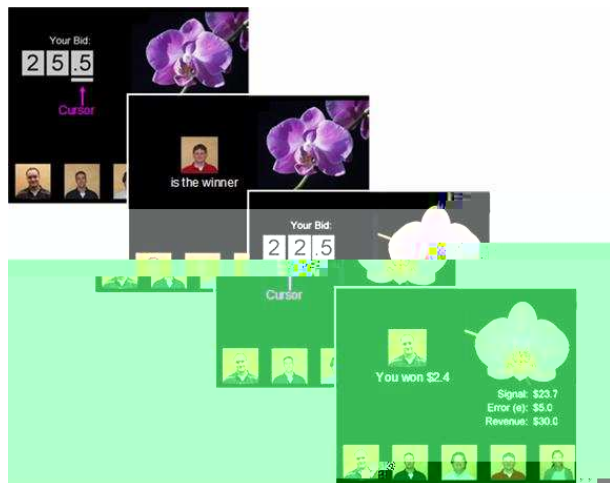 Your Bid:
2 5 .5
Cursor
is the winner
Your Bid:
2 2 .5
Cursor
You won $2.4
Signal: $23.7
Error (e): $5.0
Revenue: $30.0